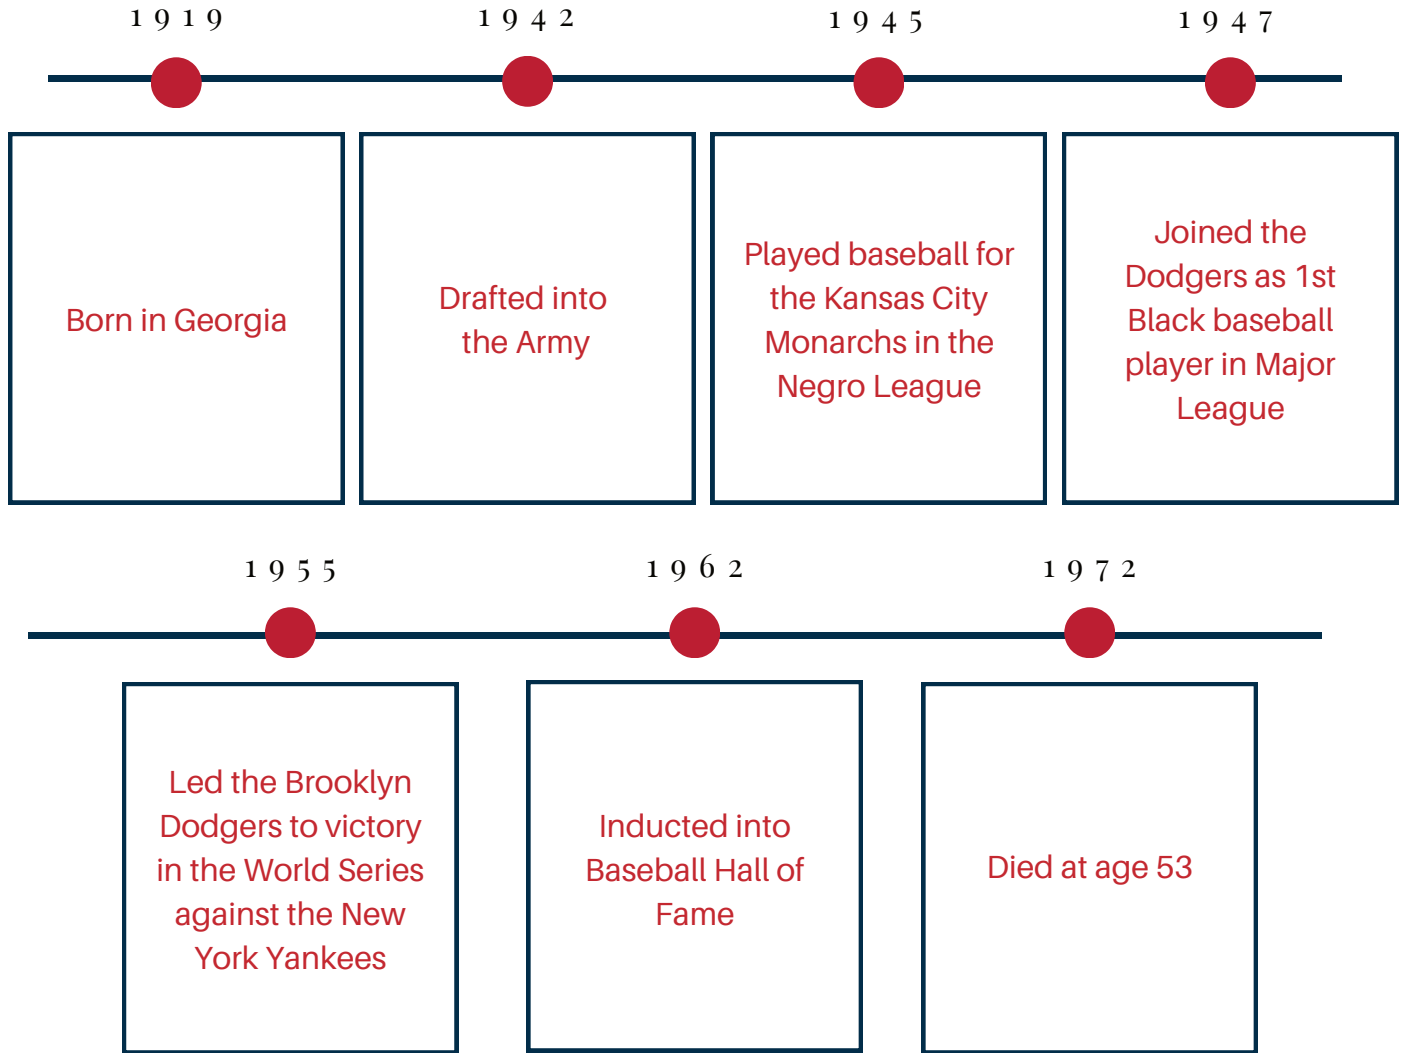 1919
1942
1945
1947
Born in Georgia
Drafted into
the Army
Played baseball for
the Kansas City
Monarchs in the
Negro League
Joined the
Dodgers as 1st
Black baseball
player in Major
League
1955
1962
1972
Led the Brooklyn
Dodgers to victory
in the World Series
against the New
York Yankees
Inducted into
Baseball Hall of
Fame
Died at age 53